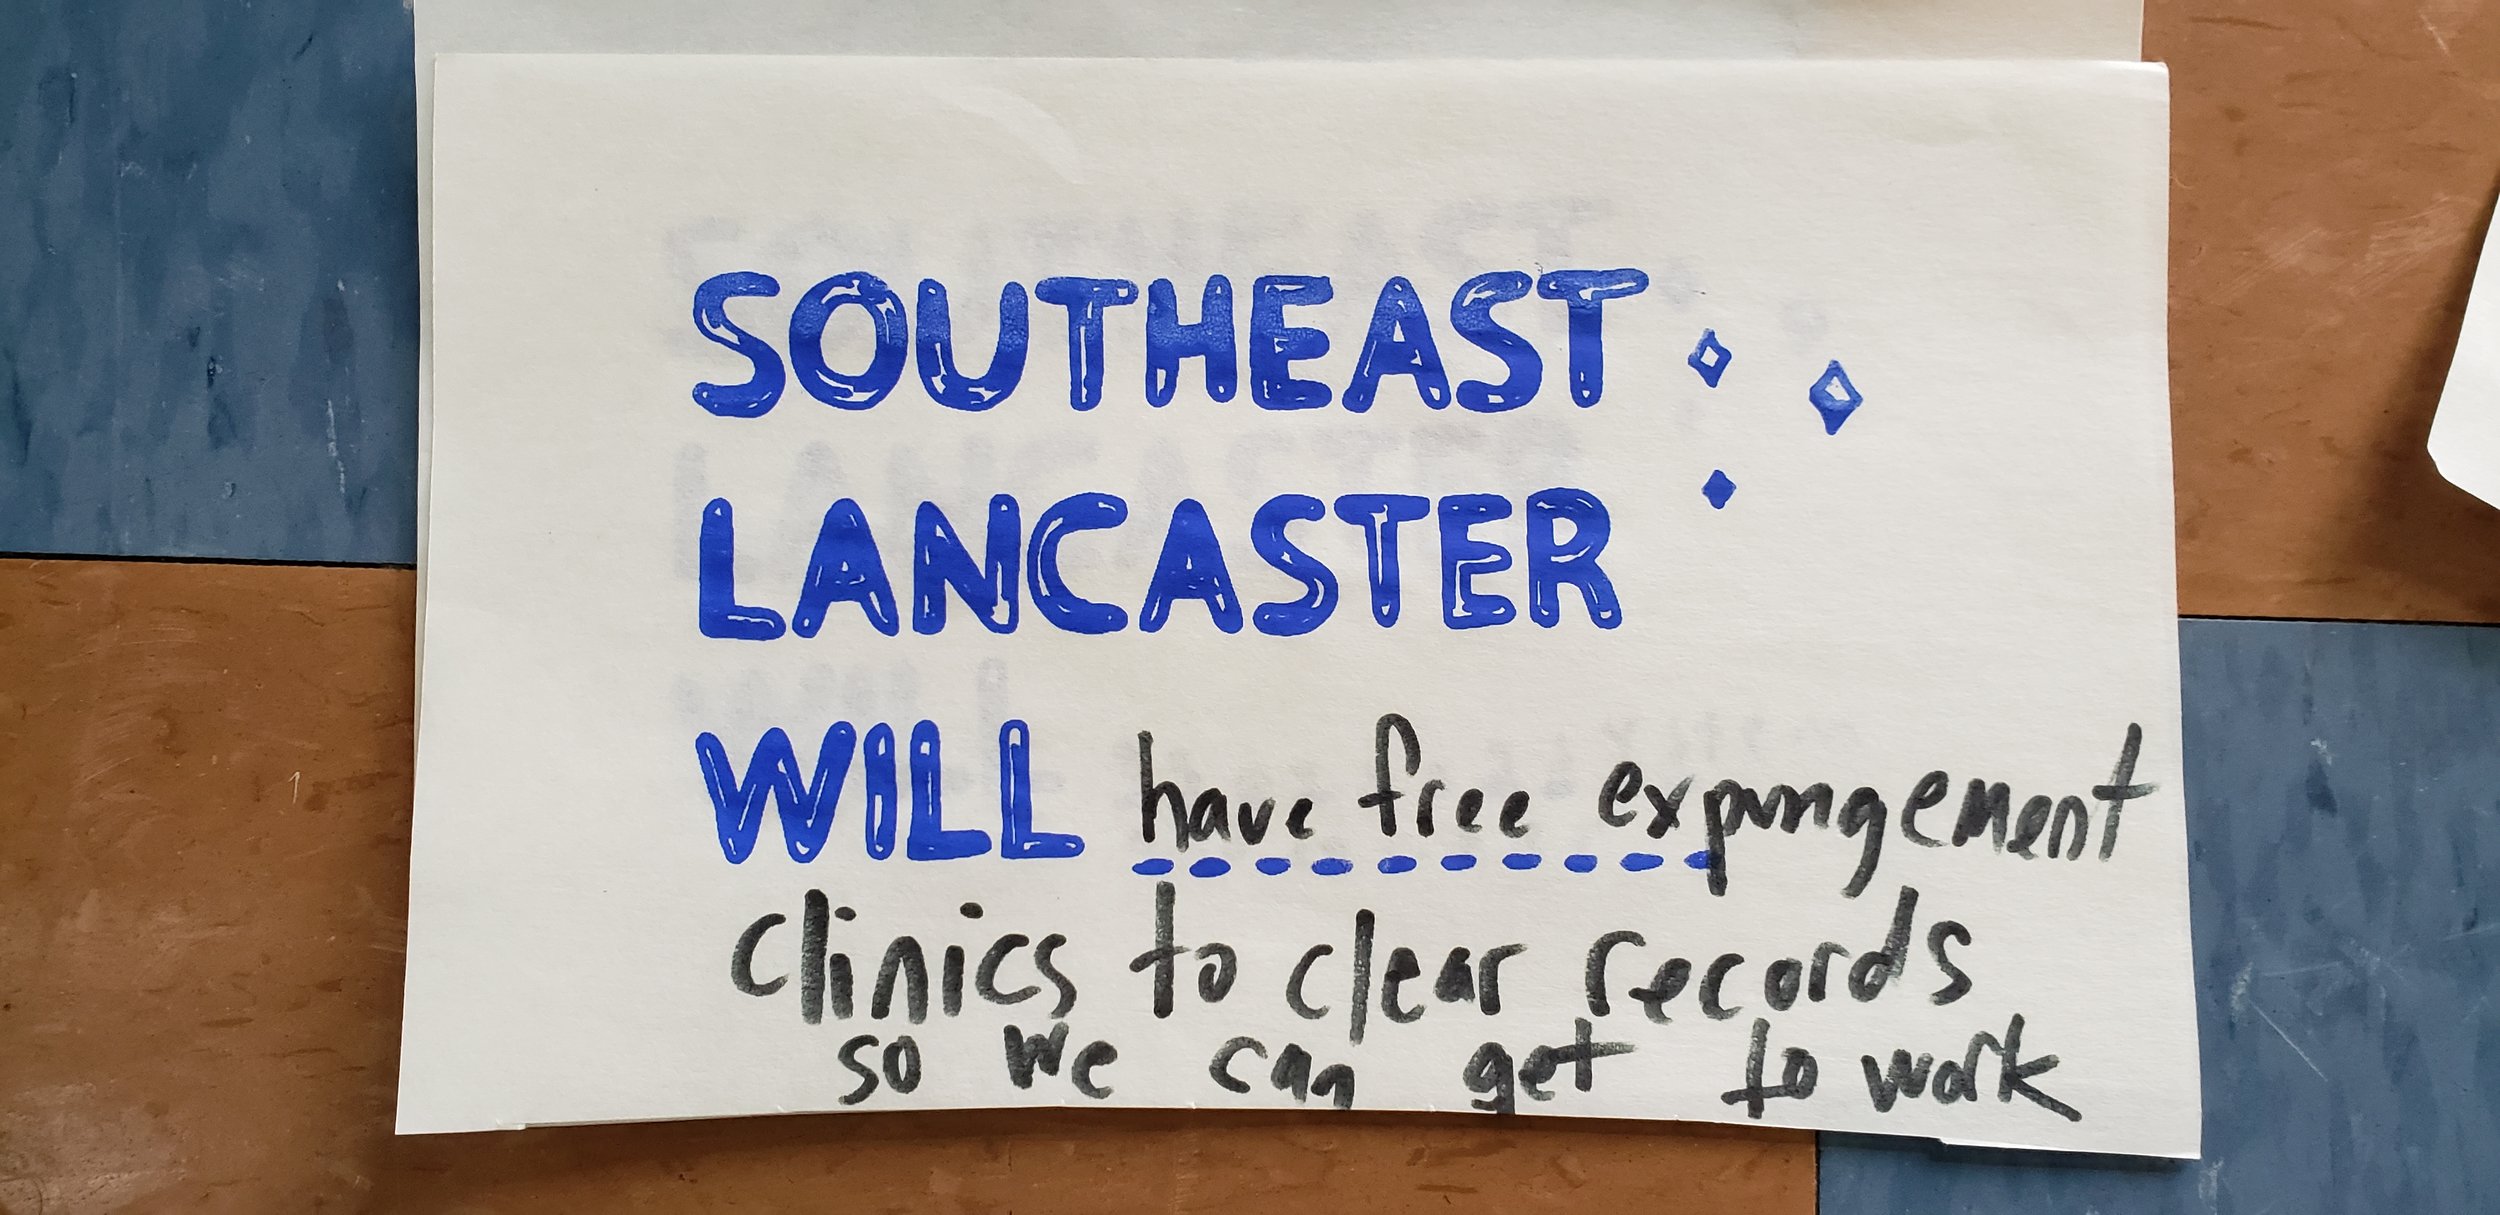 SOUTHEAST
LANCASTER
WILL have free expungement
clinics to clear records
so we can get to work